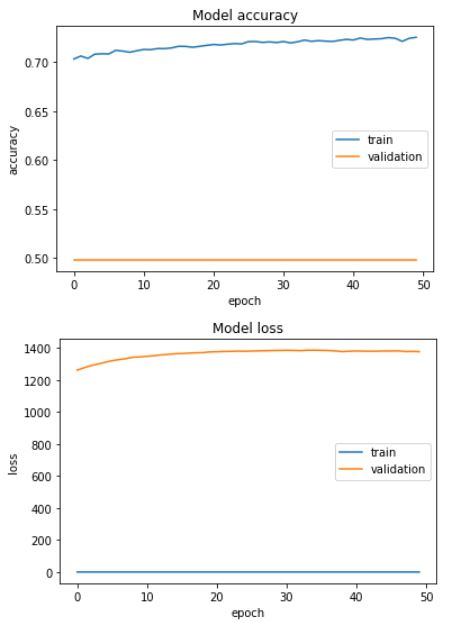 Model accuracy
0.70
0.65
0.60
0.55
0.50
accuracy
train
validation
0 10 20 30 40 50
epoch
Model loss
1400
1200
1000
800
600
400
200
0
loss
train
validation
0 10 20 30 40 50
epoch